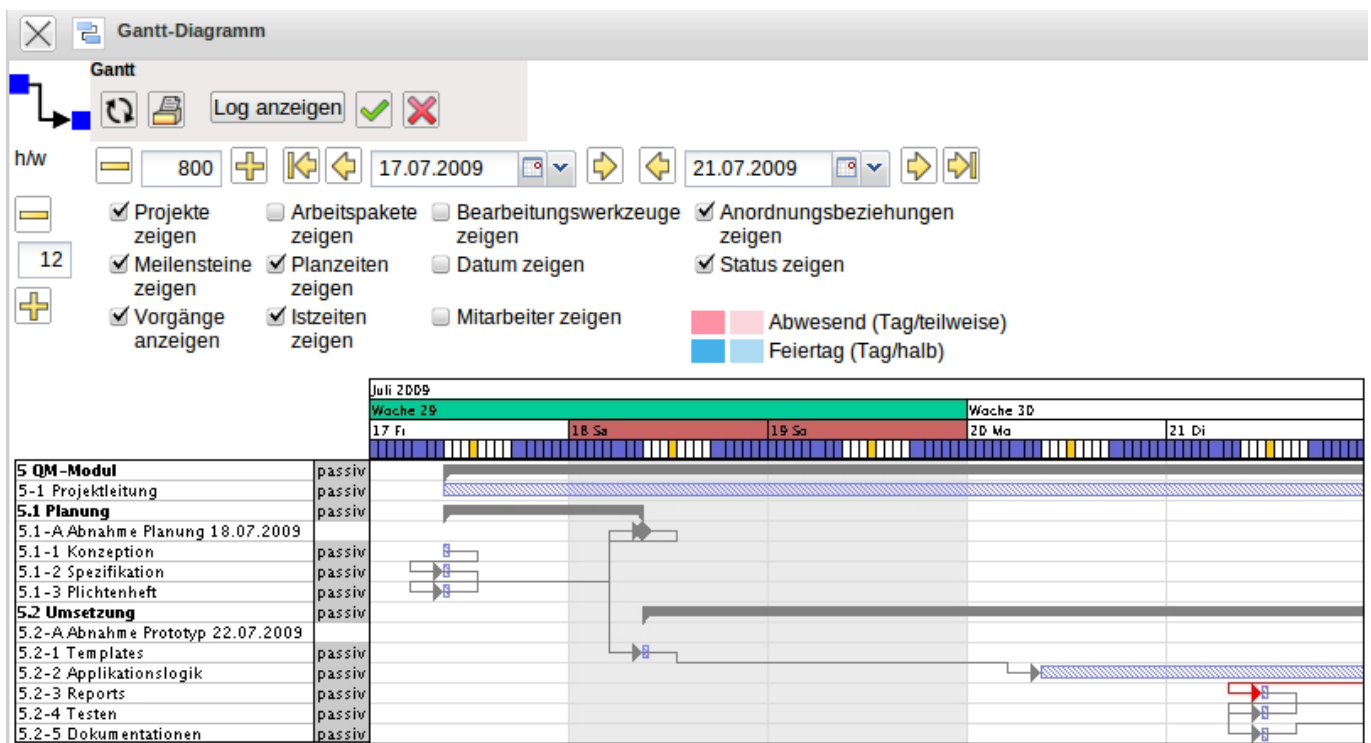 Gantt-Diagramm
Gantt
Log anzeigen
h/w
800
17.07.2009
21.07.2009
12
Projekte zeigen
Arbeitspakete zeigen
Bearbeitungswerkzeuge zeigen
Anordnungsbeziehungen zeigen
Meilensteine zeigen
Planzeiten zeigen
Datum zeigen
Status zeigen
Vorgänge anzeigen
Istzeiten zeigen
Mitarbeiter zeigen
Abwesend (Tag/teilweise)
Feiertag (Tag/halb)
Juli 2009
Woche 29 Woche 30
17 Fr 18 Sa 19 So 20 Mo 21 Di
5 QM-Modul passiv
5-1 Projektleitung passiv
5.1 Planung passiv
5.1-A Abnahme Planung 18.07.2009
5.1-1 Konzeption passiv
5.1-2 Spezifikation passiv
5.1-3 Plichtenheft passiv
5.2 Umsetzung passiv
5.2-A Abnahme Prototyp 22.07.2009
5.2-1 Templates passiv
5.2-2 Applikationslogik passiv
5.2-3 Reports passiv
5.2-4 Testen passiv
5.2-5 Dokumentationen passiv